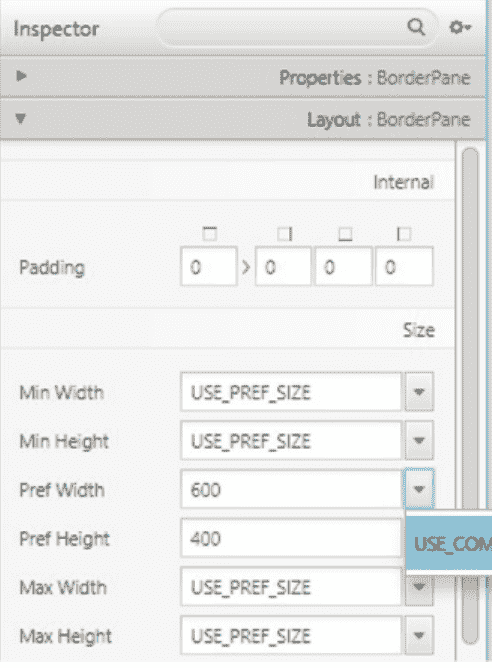 Inspector
Properties : BorderPane
Layout : BorderPane
Internal
Padding 0 > 0 0 0
Size
Min Width USE_PREF_SIZE
Min Height USE_PREF_SIZE
Pref Width 600
Pref Height 400
USE_COM
Max Width USE_PREF_SIZE
Max Height USE_PREF_SIZE